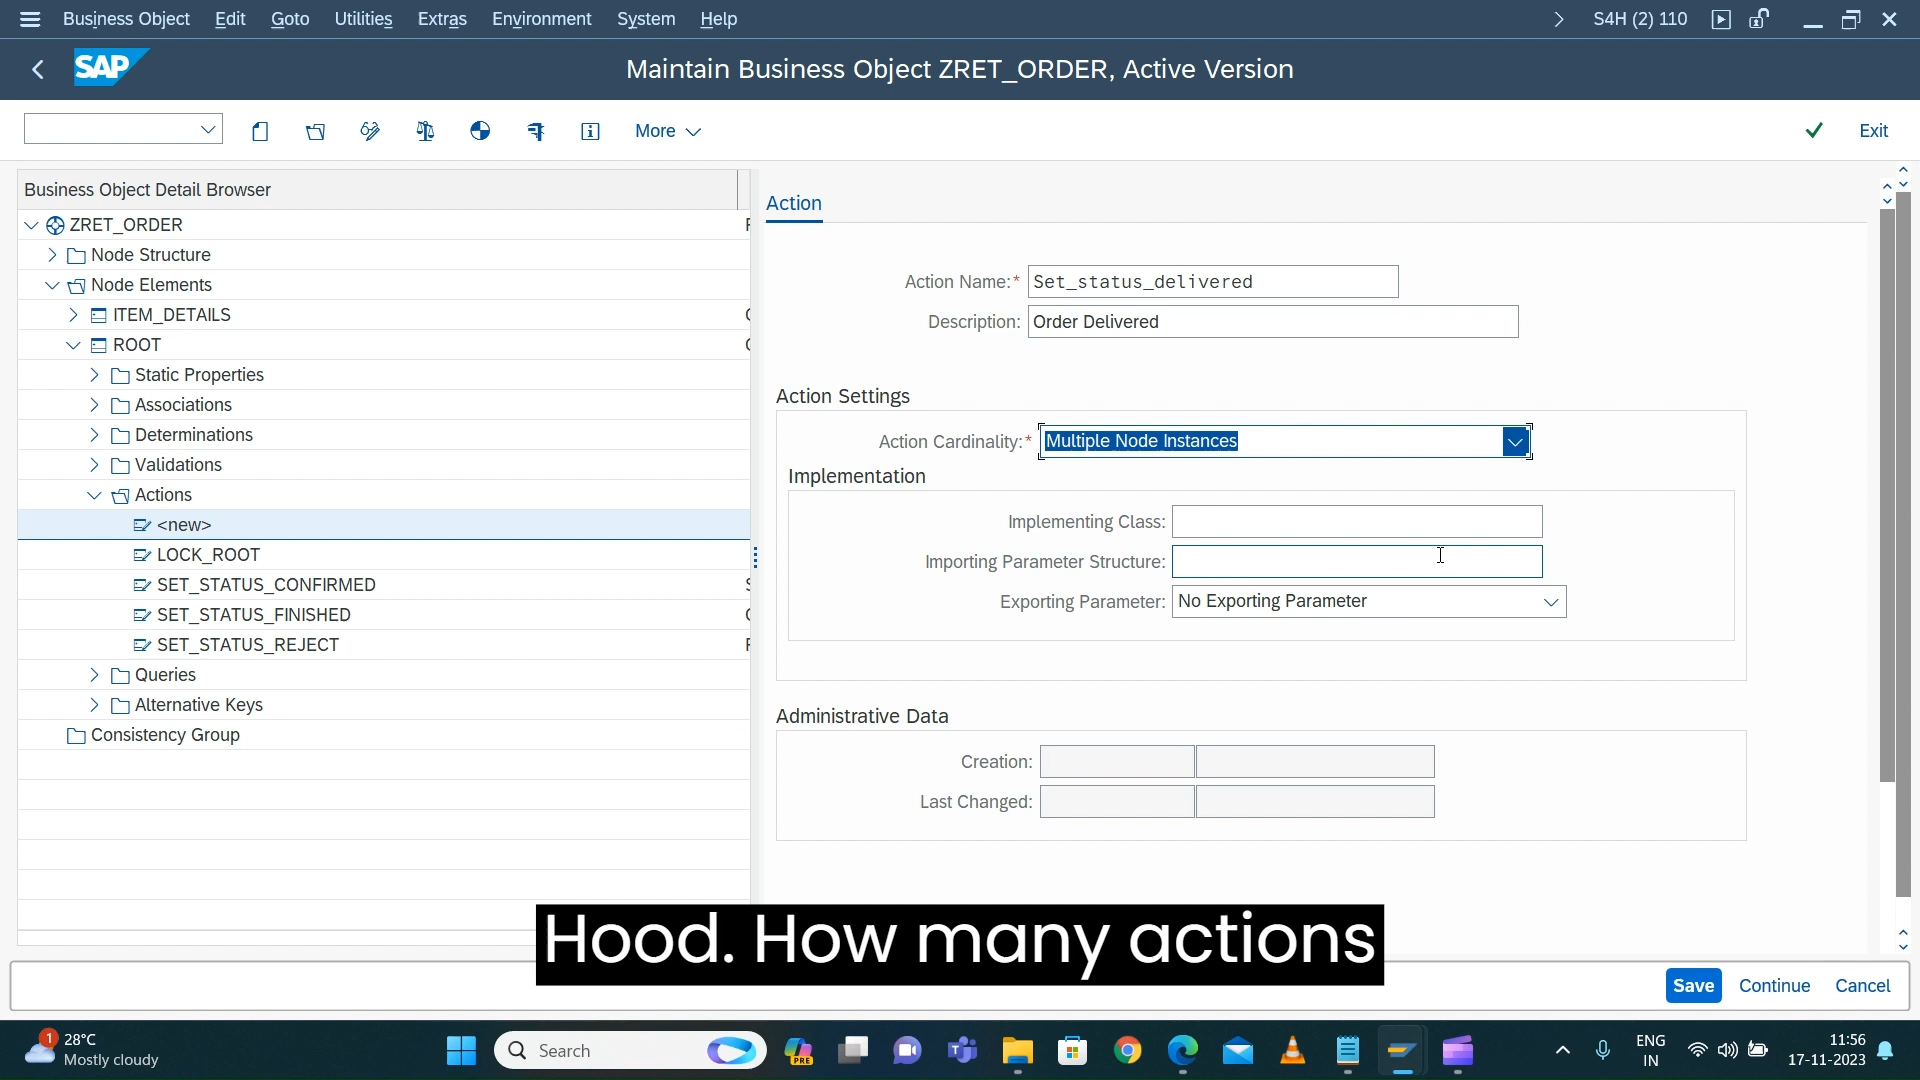 Business Object Edit Goto Utilities Extras Environment System Help S4H (2) 110
SAP Maintain Business Object ZRET_ORDER, Active Version
More Exit
Business Object Detail Browser
ZRET_ORDER
Node Structure
Node Elements
ITEM_DETAILS
ROOT
Static Properties
Associations
Determinations
Validations
Actions
<new>
LOCK_ROOT
SET_STATUS_CONFIRMED
SET_STATUS_FINISHED
SET_STATUS_REJECT
Queries
Alternative Keys
Consistency Group
Action
Action Name:* Set_status_delivered
Description: Order Delivered
Action Settings
Action Cardinality:* Multiple Node Instances
Implementation
Implementing Class:
Importing Parameter Structure:
Exporting Parameter: No Exporting Parameter
Administrative Data
Creation:
Last Changed:
Hood. How many actions
Save Continue Cancel
1 28°C
Mostly cloudy
Search
PRE
ENG
IN
11:56
17-11-2023